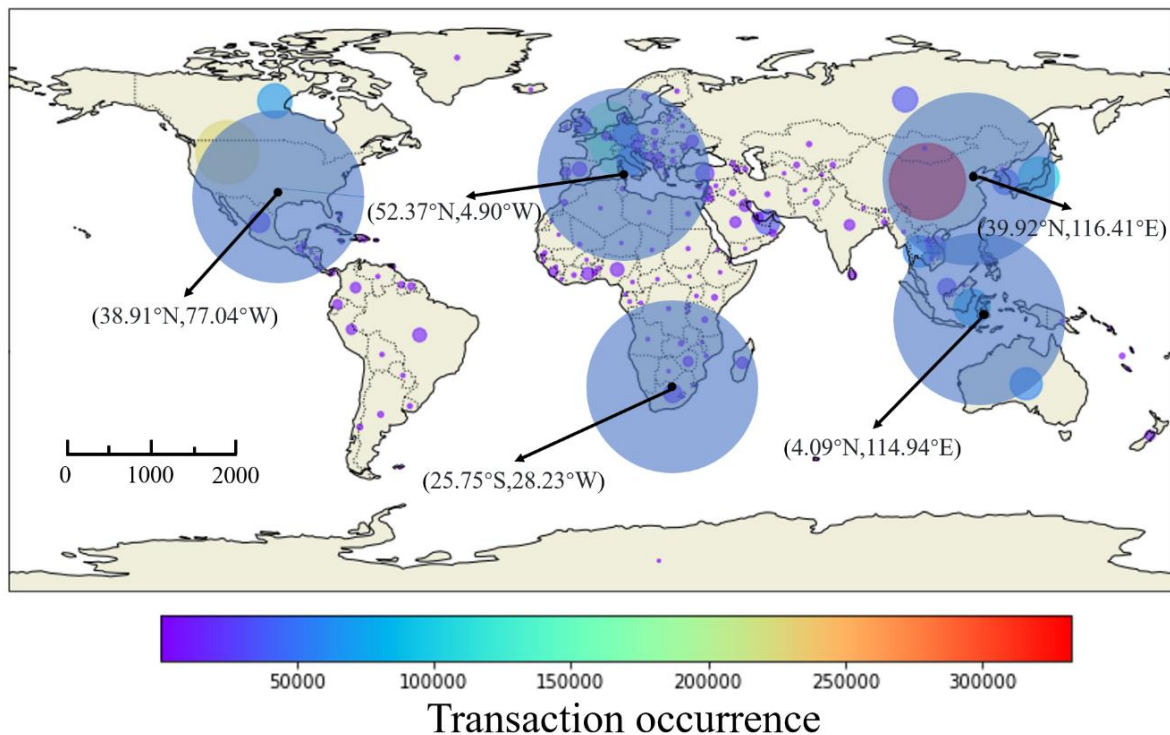 (52.37°N,4.90°W)
(39.92°N,116.41°E)
(38.91°N,77.04°W)
(4.09°N,114.94°E)
0 1000 2000
(25.75°S,28.23°W)
50000 100000 150000 200000 250000 300000
Transaction occurrence